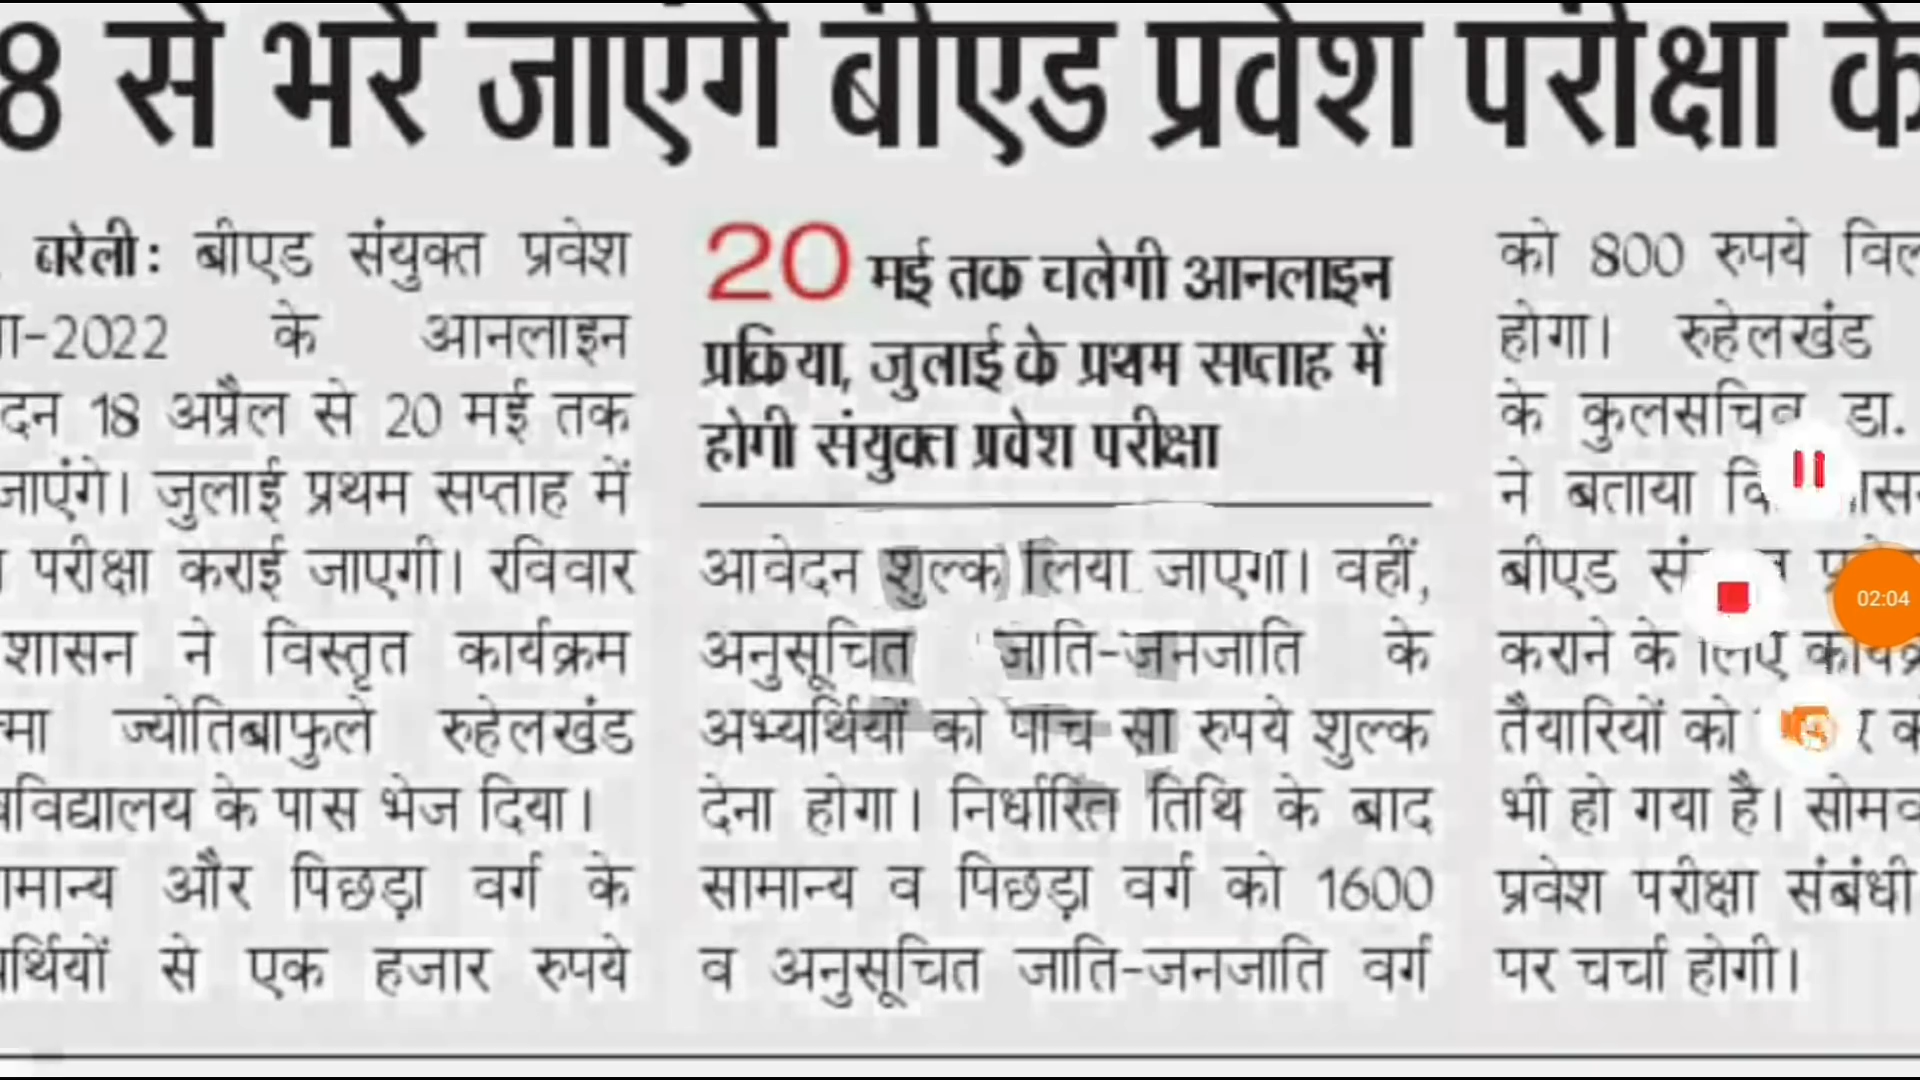 8 से भरे जाएंगे बीएड प्रवेश परीक्षा के
बरेली: बीएड संयुक्त प्रवेश
-2022 के आनलाइन
18 अप्रैल से 20 मई तक
जाएंगे। जुलाई प्रथम सप्ताह में
परीक्षा कराई जाएगी। रविवार
शासन ने विस्तृत कार्यक्रम
ज्योतिबाफुले रुहेलखंड
के पास भेज दिया।
और पिछड़ा वर्ग के
से एक हजार रुपये
20 मई तक चलेगी आनलाइन
प्रक्रिया, जुलाई के प्रथम सप्ताह में
होगी संयुक्त प्रवेश परीक्षा
आवेदन शुल्क लिया जाएगा। वहीं,
अनुसूचित जाति-जनजाति के
अभ्यर्थियों को पांच सौ रुपये शुल्क
देना होगा। निर्धारित तिथि के बाद
सामान्य व पिछड़ा वर्ग को 1600
व अनुसूचित जाति-जनजाति वर्ग
को 800 रुपये
होगा। रुहेलखंड
के कुलसचिव डा.
ने बताया
बीएड
कराने के लिए
तैयारियों को
भी हो गया है।
प्रवेश परीक्षा संबंधी
पर चर्चा होगी।
02:04